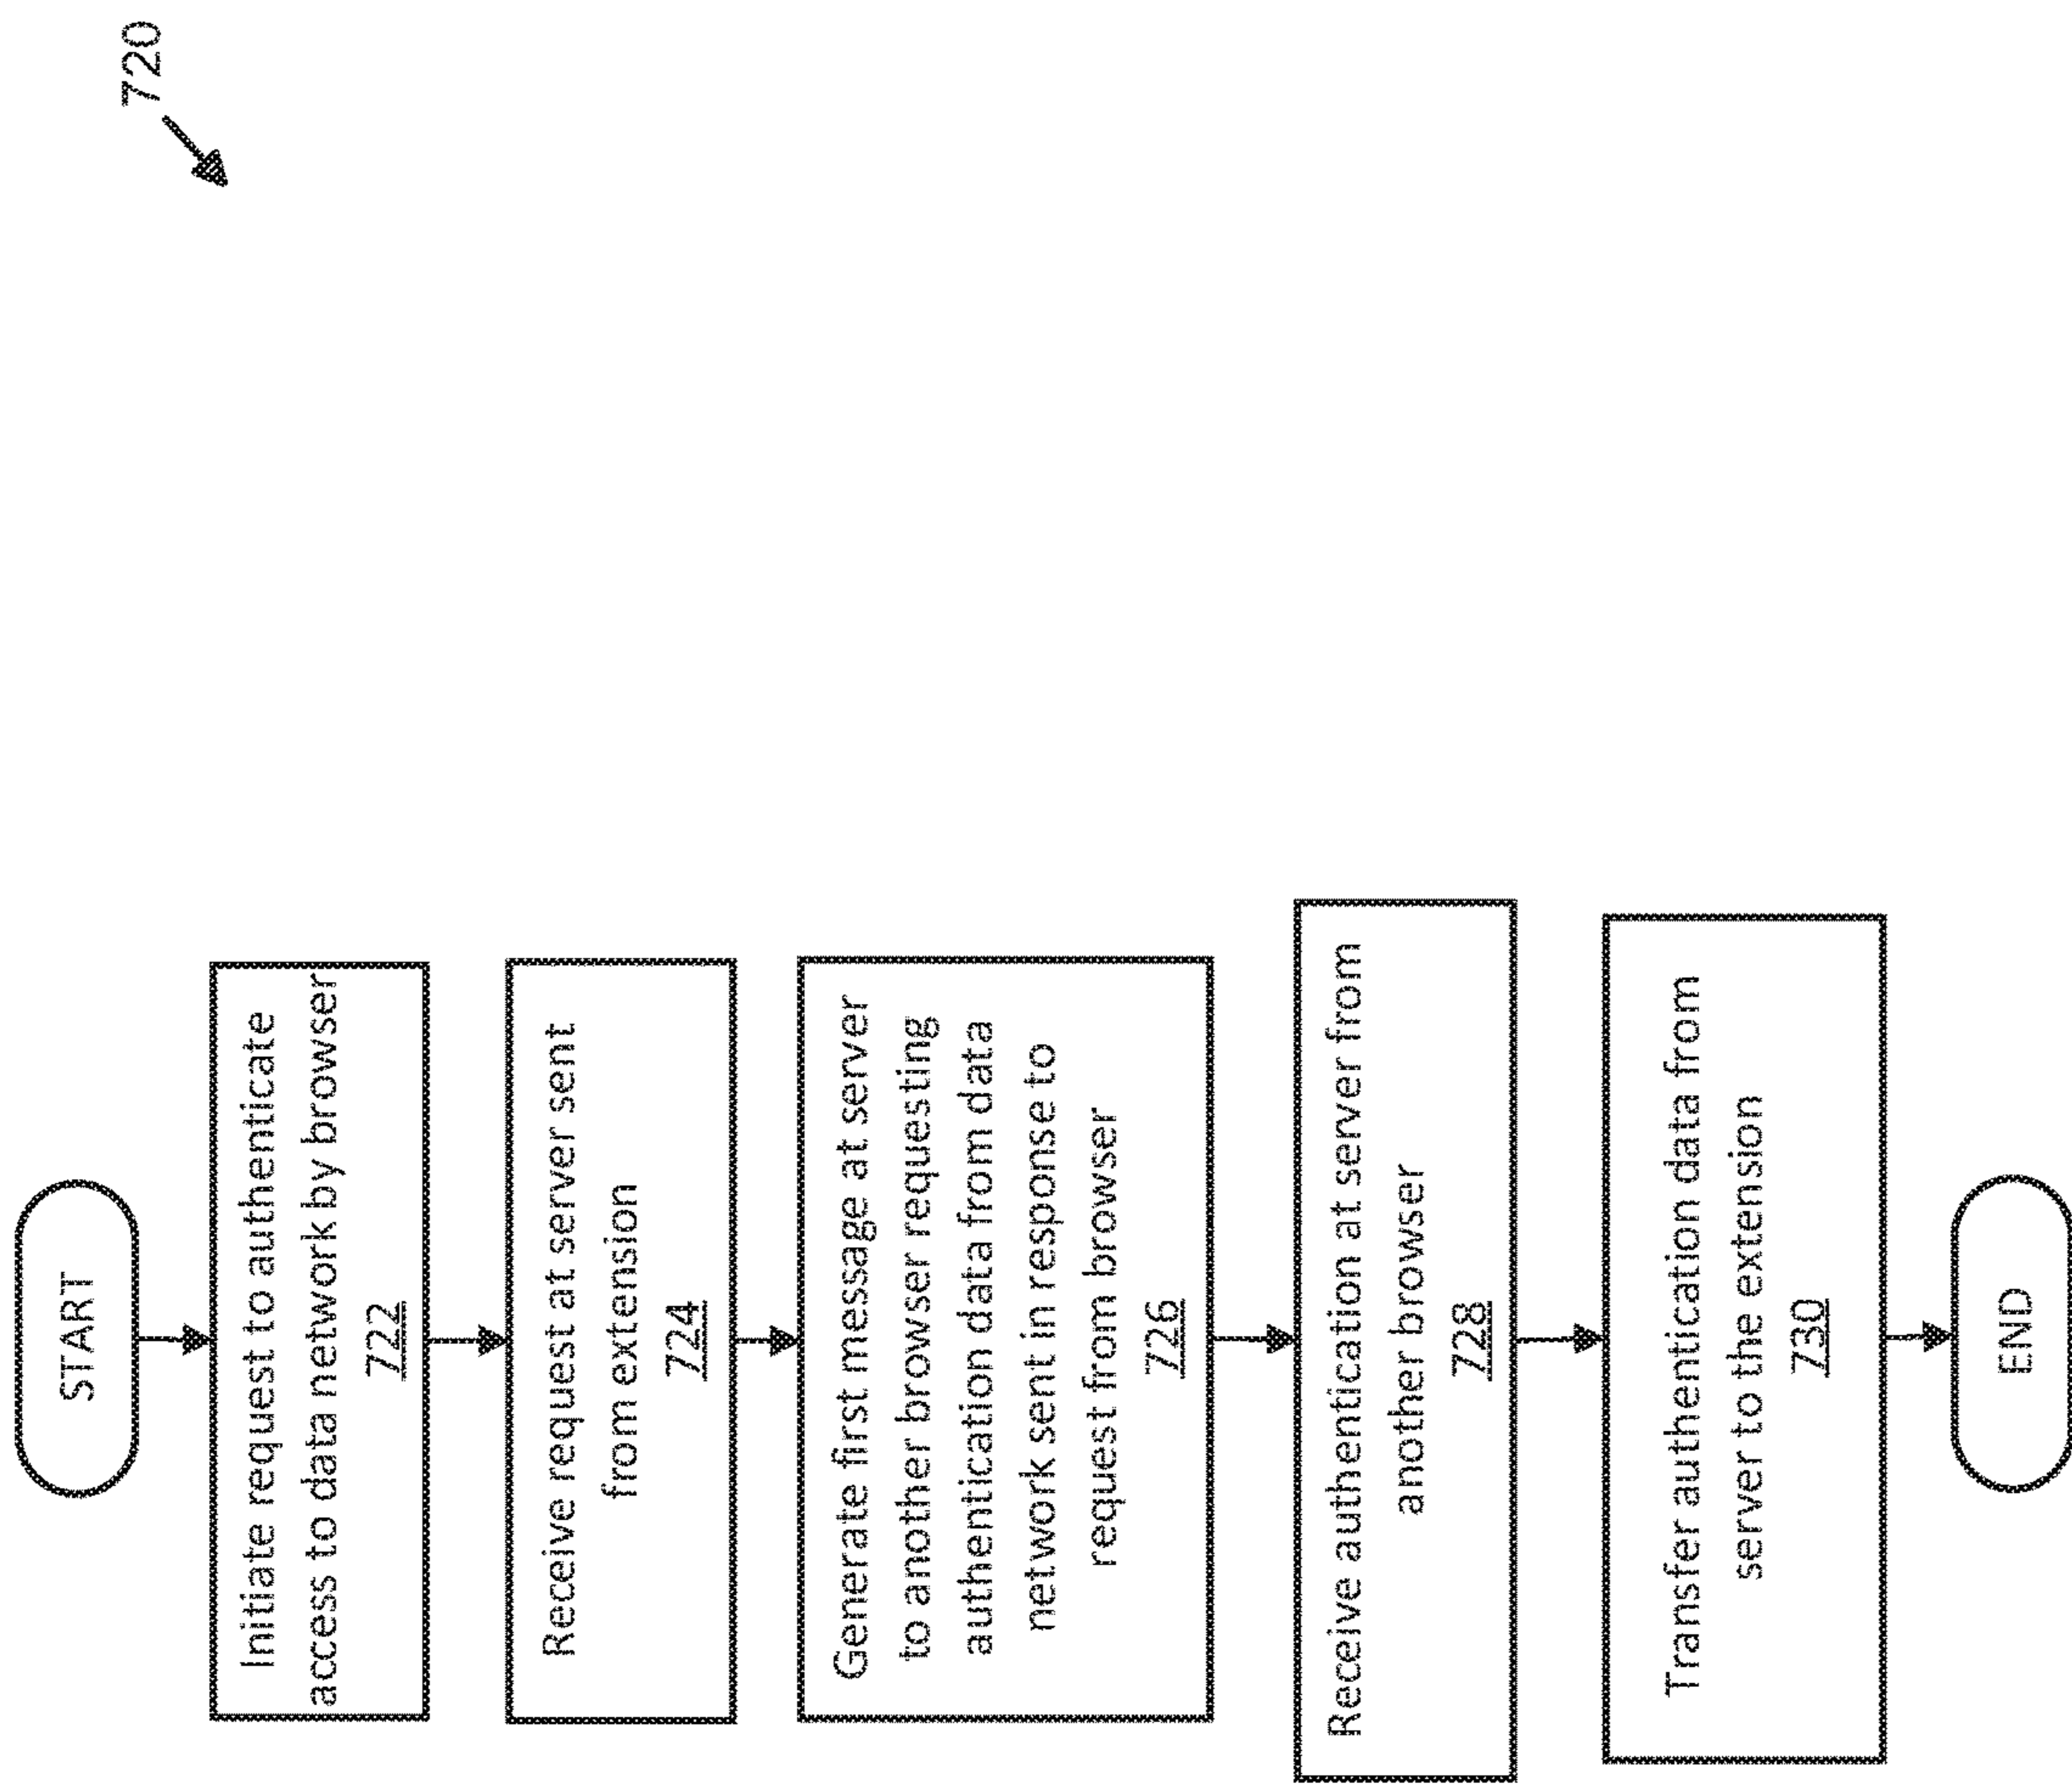 720
START
Initiate request to authenticate
access to data network by browser
722
Receive request at server sent
from extension
724
Generate first message at server
to another browser requesting
authentication data from data
network sent in response to
request from browser
726
Receive authentication at server from
another browser
728
Transfer authentication data from
server to the extension
730
END